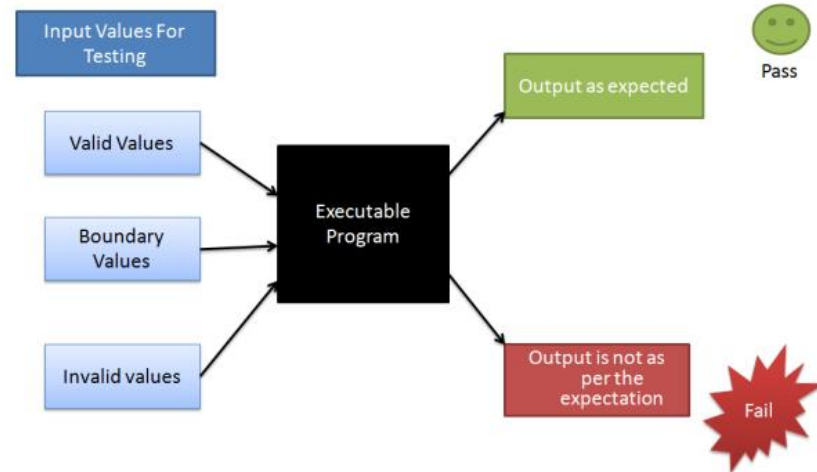 Input Values For
Testing
Valid Values
Boundary
Values
Invalid values
Executable
Program
Output as expected
Pass
Output is not as
per the
expectation
Fail